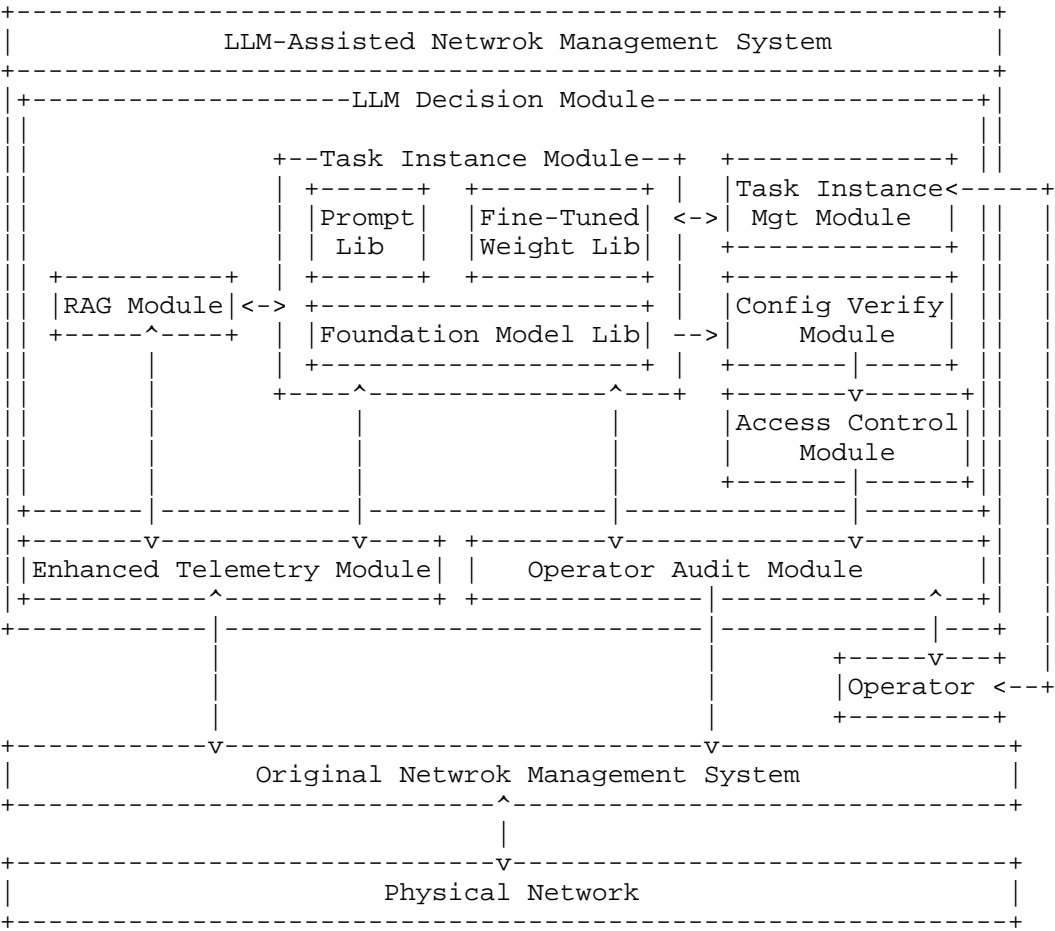 LLM-Assisted Netwrok Management System
LLM Decision Module
Task Instance Module
Task Instance
Prompt Fine-Tuned Mgt Module
Lib Weight Lib
RAG Module Config Verify
Foundation Model Lib Module
Access Control
Module
Enhanced Telemetry Module Operator Audit Module
Operator
Original Netwrok Management System
Physical Network